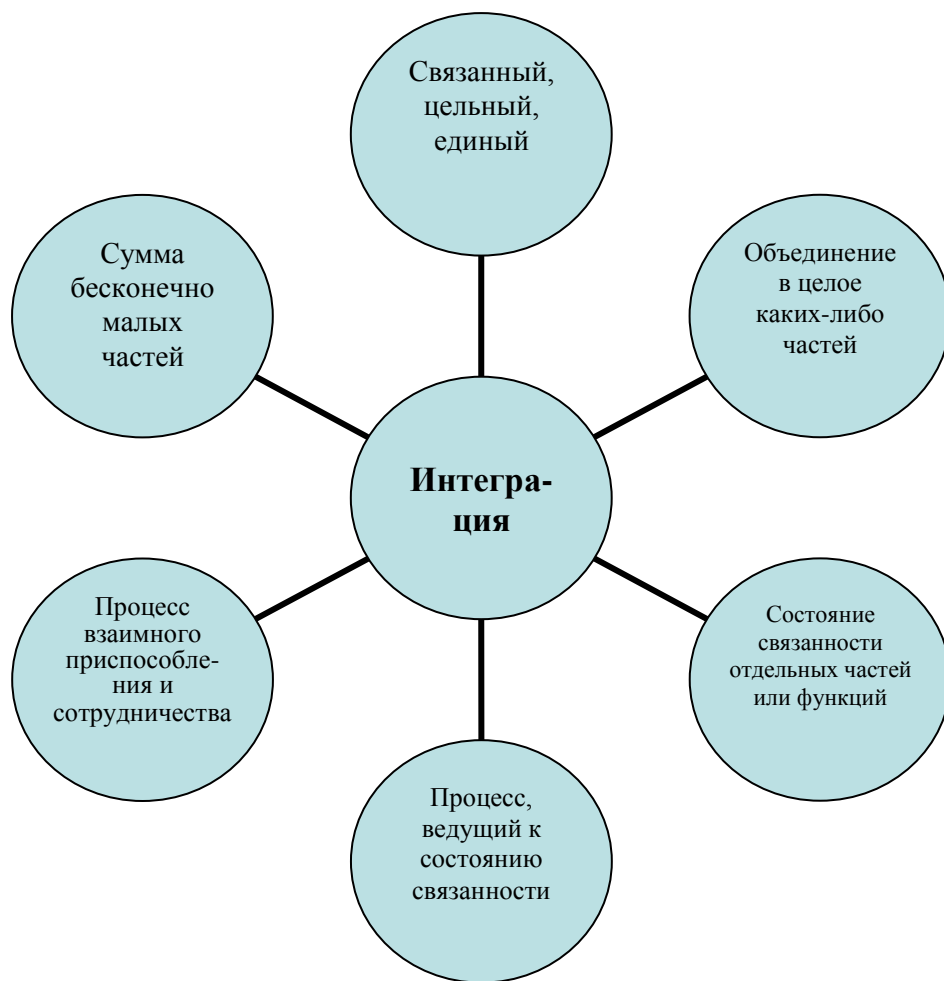 Связанный,
цельный,
единый
Сумма
бесконечно
малых
частей
Объединение
в целое
каких-либо
частей
Интегра-
ция
Процесс
взаимного
приспособле-
ния и
сотрудничества
Состояние
связанности
отдельных частей
или функций
Процесс,
ведущий к
состоянию
связанности